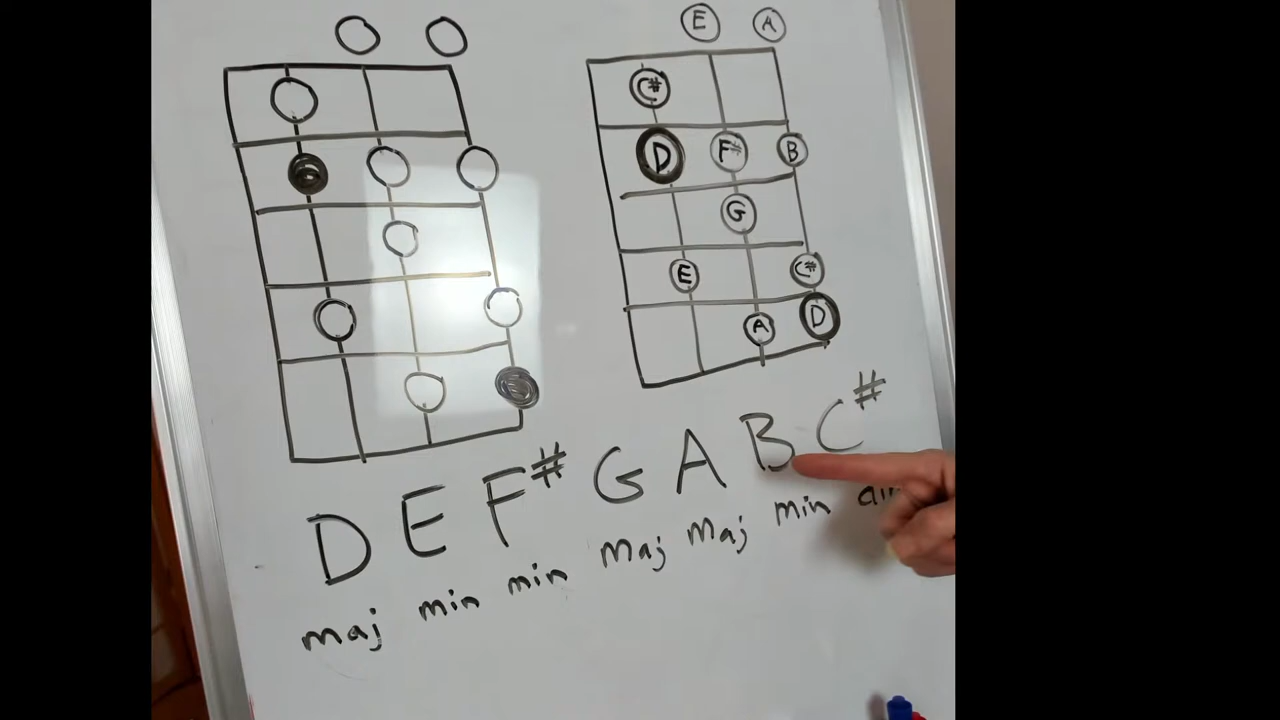 E A
C#
D F# B
G
E C#
A D
D E F# G A B C#
maj min min maj maj min